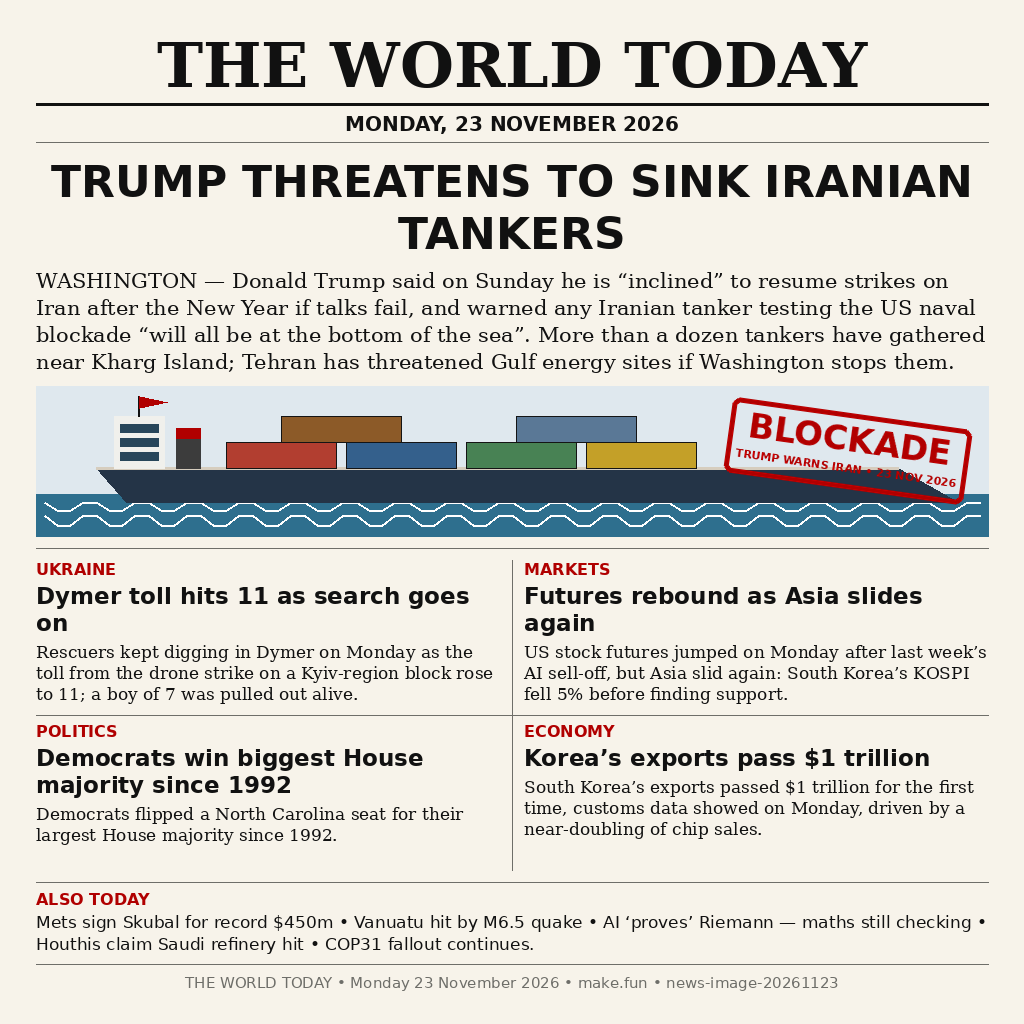 THE WORLD TODAY
MONDAY, 23 NOVEMBER 2026
TRUMP THREATENS TO SINK IRANIAN
TANKERS
WASHINGTON — Donald Trump said on Sunday he is “inclined” to resume strikes on
Iran after the New Year if talks fail, and warned any Iranian tanker testing the US naval
blockade “will all be at the bottom of the sea”. More than a dozen tankers have gathered
near Kharg Island; Tehran has threatened Gulf energy sites if Washington stops them.
BLOCKADE
TRUMP WARNS IRAN • 23 NOV 2026
UKRAINE
Dymer toll hits 11 as search goes
on
Rescuers kept digging in Dymer on Monday as the
toll from the drone strike on a Kyiv-region block rose
to 11; a boy of 7 was pulled out alive.
MARKETS
Futures rebound as Asia slides
again
US stock futures jumped on Monday after last week’s
AI sell-off, but Asia slid again: South Korea’s KOSPI
fell 5% before finding support.
POLITICS
Democrats win biggest House
majority since 1992
Democrats flipped a North Carolina seat for their
largest House majority since 1992.
ECONOMY
Korea’s exports pass $1 trillion
South Korea’s exports passed $1 trillion for the first
time, customs data showed on Monday, driven by a
near-doubling of chip sales.
ALSO TODAY
Mets sign Skubal for record $450m • Vanuatu hit by M6.5 quake • AI ‘proves’ Riemann — maths still checking •
Houthis claim Saudi refinery hit • COP31 fallout continues.
THE WORLD TODAY • Monday 23 November 2026 • make.fun • news-image-20261123